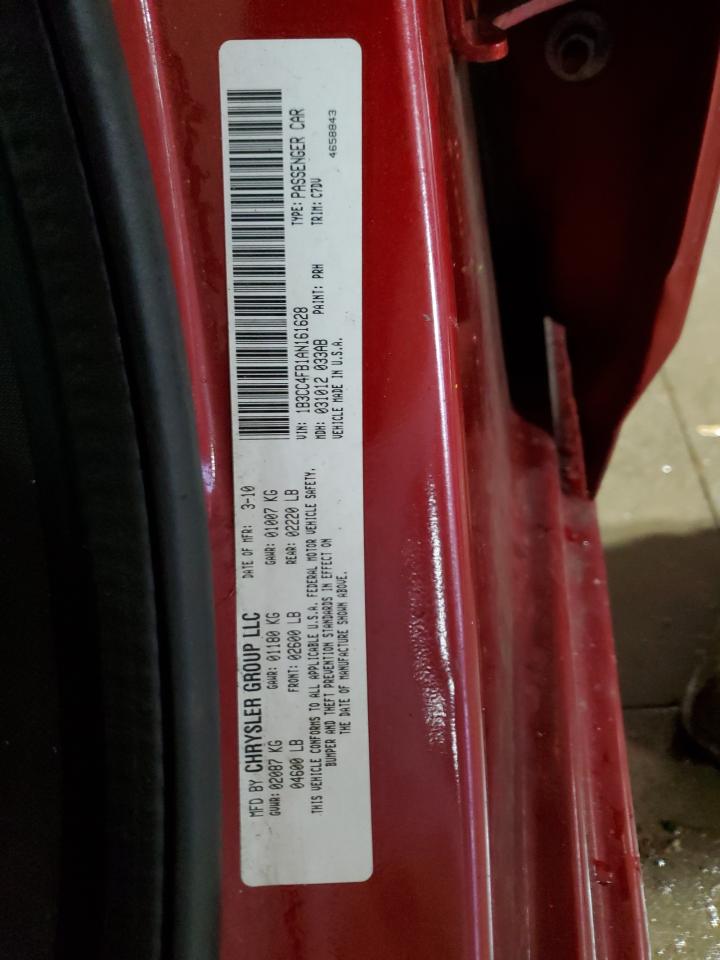 MFD BY CHRYSLER GROUP LLC DATE OF MFR: 3-10
GVWR: 02087 KG GAWR: 01180 KG GAWR: 01007 KG
04600 LB FRONT: 02600 LB REAR: 02220 LB
THIS VEHICLE CONFORMS TO ALL APPLICABLE U.S.A. FEDERAL MOTOR VEHICLE SAFETY,
BUMPER AND THEFT PREVENTION STANDARDS IN EFFECT ON
THE DATE OF MANUFACTURE SHOWN ABOVE.
VIN: 1B3CC4FB1AN161628 TYPE: PASSENGER CAR
MDH: 031012 033AB PAINT: PRH TRIM: C7DV
VEHICLE MADE IN U.S.A. 4658843